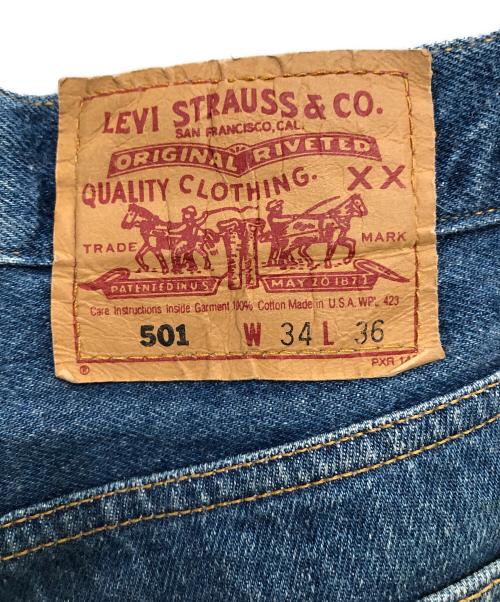 LEVI STRAUSS & CO.
SAN FRANCISCO, CAL.
ORIGINAL RIVETED
QUALITY CLOTHING. XX
TRADE MARK
PATENTED IN U.S. MAY 20 1873
Care Instructions Inside Garment 100% Cotton Made in U.S.A. WPL 423
501 W 34 L 36
® PXR